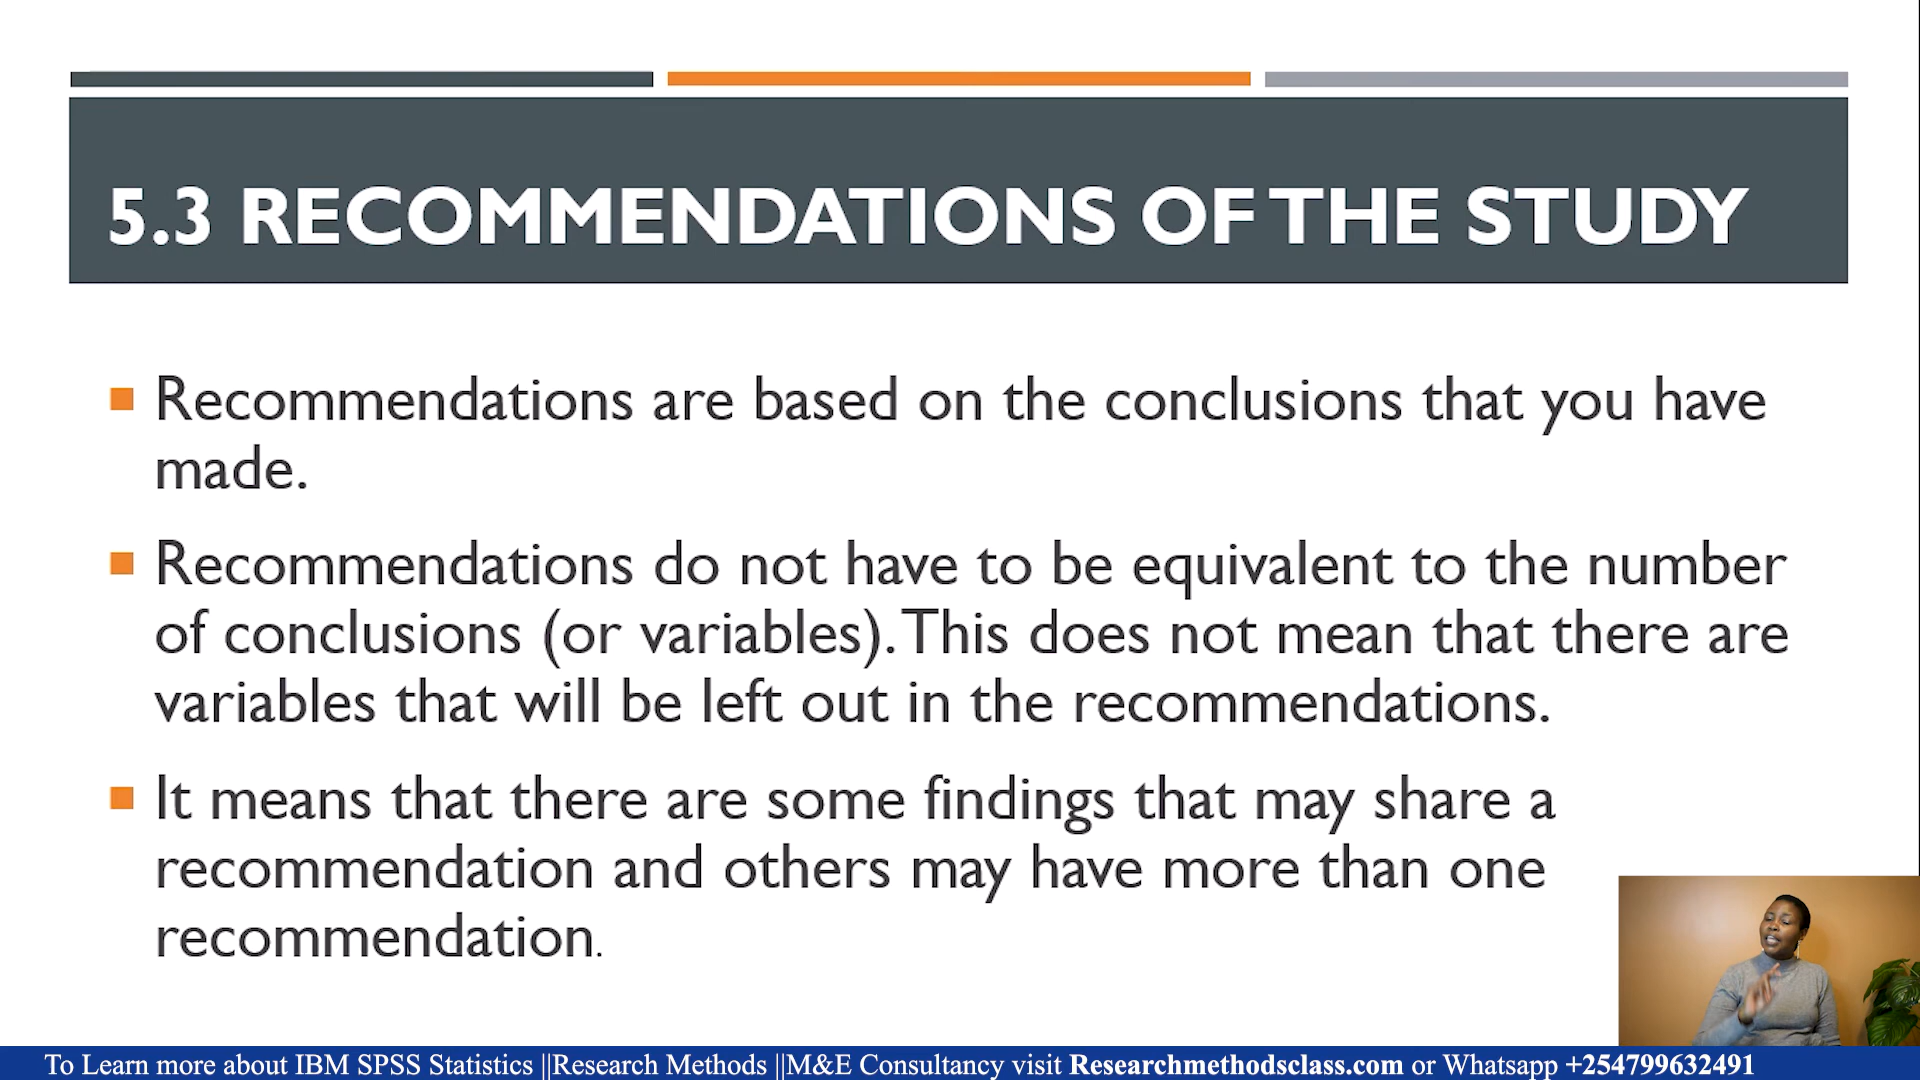 5.3 RECOMMENDATIONS OF THE STUDY
Recommendations are based on the conclusions that you have
made.
Recommendations do not have to be equivalent to the number
of conclusions (or variables). This does not mean that there are
variables that will be left out in the recommendations.
It means that there are some findings that may share a
recommendation and others may have more than one
recommendation.
To Learn more about IBM SPSS Statistics ||Research Methods ||M&E Consultancy visit Researchmethodsclass.com or Whatsapp +254799632491